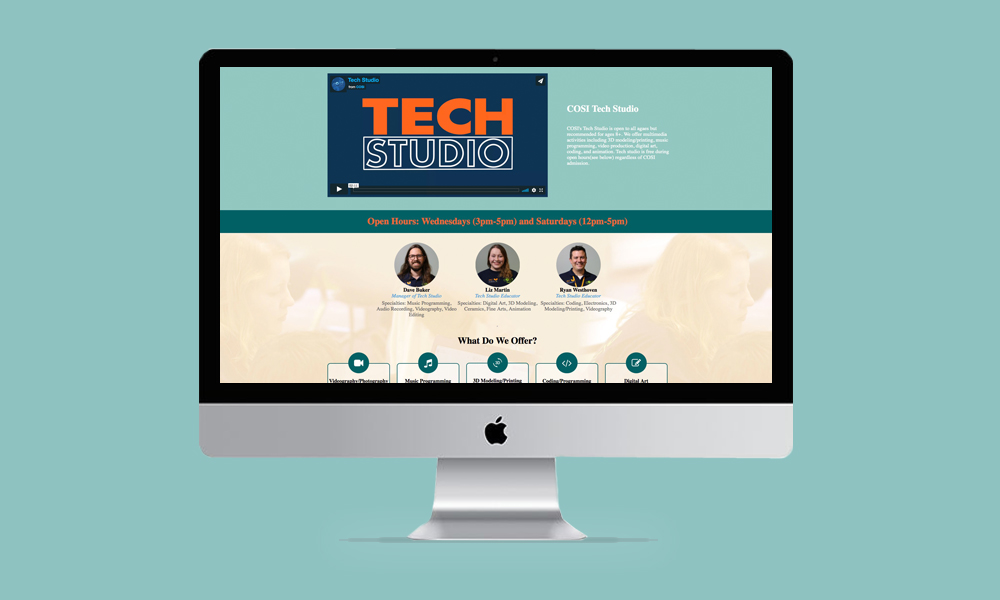 Tech Studio
from COSI
TECH
STUDIO
COSI Tech Studio
COSI's Tech Studio is open to all agaes but
recommended for ages 8+. We offer multimedia
activities including 3D modeling/printing, music
programming, video production, digital art,
coding, and animation. Tech studio is free during
open hours(see below) regardless of COSI
admission.
Open Hours: Wednesdays (3pm-5pm) and Saturdays (12pm-5pm)
Dave Baker
Manager of Tech Studio
Specialties: Music Programming,
Audio Recording, Videography, Video
Editing
Liz Martin
Tech Studio Educator
Specialties: Digital Art, 3D Modeling,
Ceramics, Fine Arts, Animation
Ryan Westhoven
Tech Studio Educator
Specialties: Coding, Electronics, 3D
Modeling/Printing, Videography
What Do We Offer?
Videography/Photography
Music Programming
3D Modeling/Printing
Coding/Programming
Digital Art